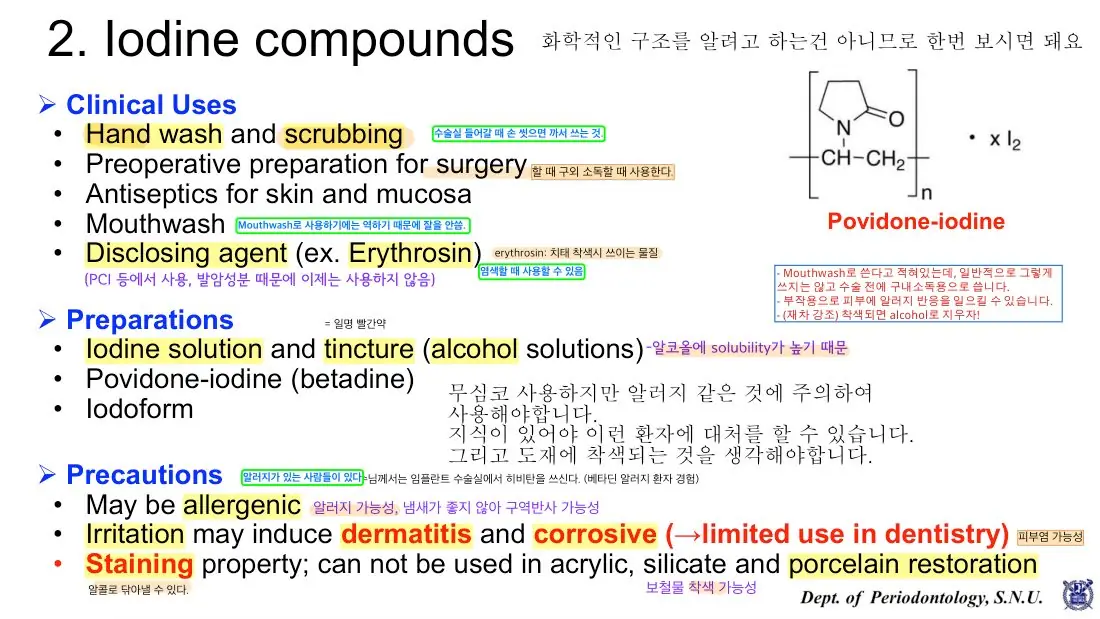 2. Iodine compounds
화학적인 구조를 알려고 하는건 아니므로 한번 보시면 돼요
➢ Clinical Uses
• Hand wash and scrubbing
수술실 들어갈 때 손 씻으면 까서 쓰는 것.
• Preoperative preparation for surgery
할 때 구외 소독할 때 사용한다.
• Antiseptics for skin and mucosa
• Mouthwash
Mouthwash로 사용하기에는 역하기 때문에 잘을 안씀.
• Disclosing agent (ex. Erythrosin)
erythrosin: 치태 착색시 쓰이는 물질
염색할 때 사용할 수 있음
(PCI 등에서 사용, 발암성분 때문에 이제는 사용하지 않음)
N
O
CH
CH2
n
• x I2
Povidone-iodine
- Mouthwash로 쓴다고 적혀있는데, 일반적으로 그렇게
쓰지는 않고 수술 전에 구내소독용으로 씁니다.
- 부작용으로 피부에 알러지 반응을 일으킬 수 있습니다.
- (재차 강조) 착색되면 alcohol로 지우자!
➢ Preparations
= 일명 빨간약
• Iodine solution and tincture (alcohol solutions)
-알코올에 solubility가 높기 때문
• Povidone-iodine (betadine)
• Iodoform
무심코 사용하지만 알러지 같은 것에 주의하여
사용해야합니다.
지식이 있어야 이런 환자에 대처를 할 수 있습니다.
그리고 도재에 착색되는 것을 생각해야합니다.
➢ Precautions
알러지가 있는 사람들이 있다
님께서는 임플란트 수술실에서 히비탄을 쓰신다. (베타딘 알러지 환자 경험)
• May be allergenic
알러지 가능성, 냄새가 좋지 않아 구역반사 가능성
• Irritation may induce dermatitis and corrosive (→limited use in dentistry)
피부염 가능성
• Staining property; can not be used in acrylic, silicate and porcelain restoration
알콜로 닦아낼 수 있다.
보철물 착색 가능성
Dept. of Periodontology, S.N.U.